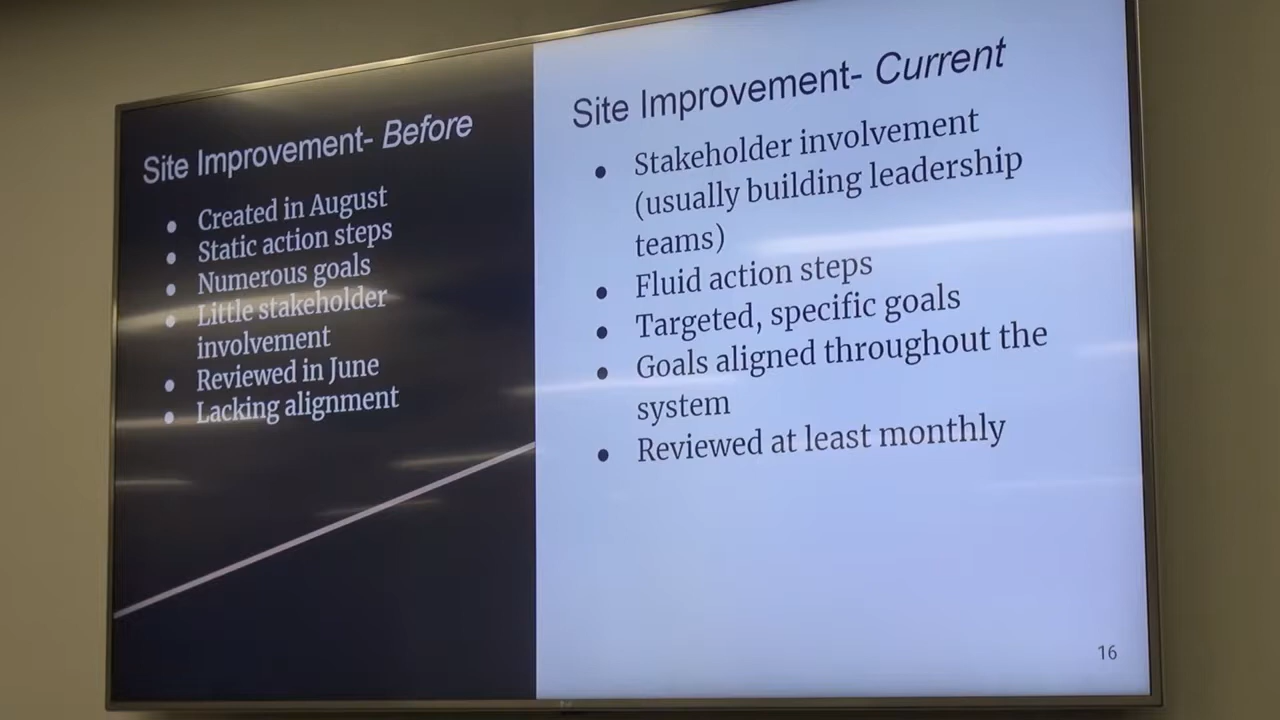 Site Improvement- Before
● Created in August
● Static action steps
● Numerous goals
● Little stakeholder
involvement
● Reviewed in June
● Lacking alignment
Site Improvement- Current
● Stakeholder involvement
(usually building leadership
teams)
● Fluid action steps
● Targeted, specific goals
● Goals aligned throughout the
system
● Reviewed at least monthly
16